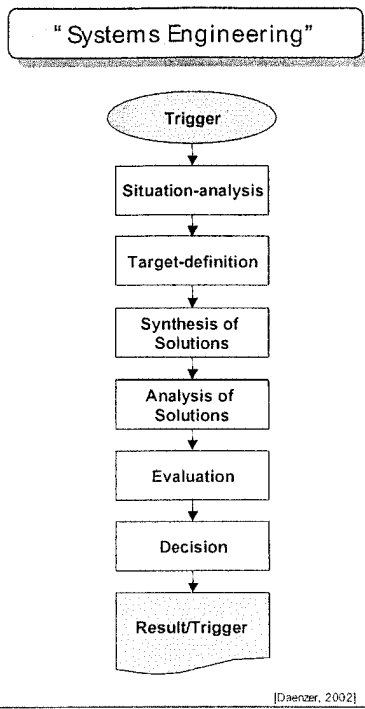 “ Systems Engineering”
Trigger
Situation-analysis
Target-definition
Synthesis of
Solutions
Analysis of
Solutions
Evaluation
Decision
Result/Trigger
[Daenzer, 2002]